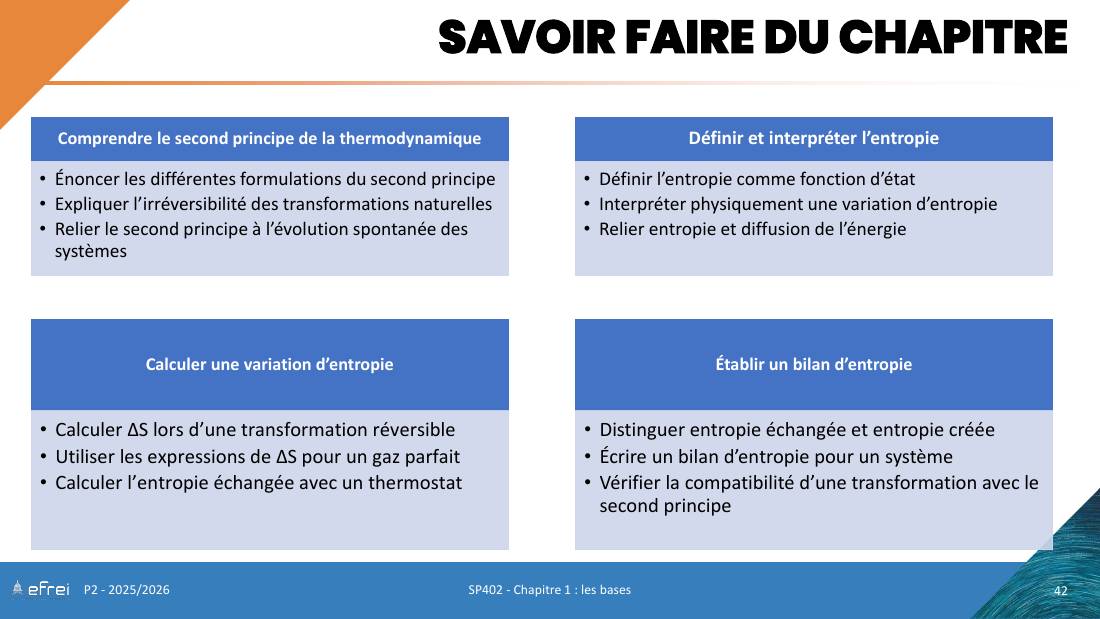 SAVOIR FAIRE DU CHAPITRE
Comprendre le second principe de la thermodynamique
• Énoncer les différentes formulations du second principe
• Expliquer l’irréversibilité des transformations naturelles
• Relier le second principe à l’évolution spontanée des
systèmes
Définir et interpréter l’entropie
• Définir l’entropie comme fonction d’état
• Interpréter physiquement une variation d’entropie
• Relier entropie et diffusion de l’énergie
Calculer une variation d’entropie
• Calculer ΔS lors d’une transformation réversible
• Utiliser les expressions de ΔS pour un gaz parfait
• Calculer l’entropie échangée avec un thermostat
Établir un bilan d’entropie
• Distinguer entropie échangée et entropie créée
• Écrire un bilan d’entropie pour un système
• Vérifier la compatibilité d’une transformation avec le
second principe
efrei P2 - 2025/2026
SP402 - Chapitre 1 : les bases
42